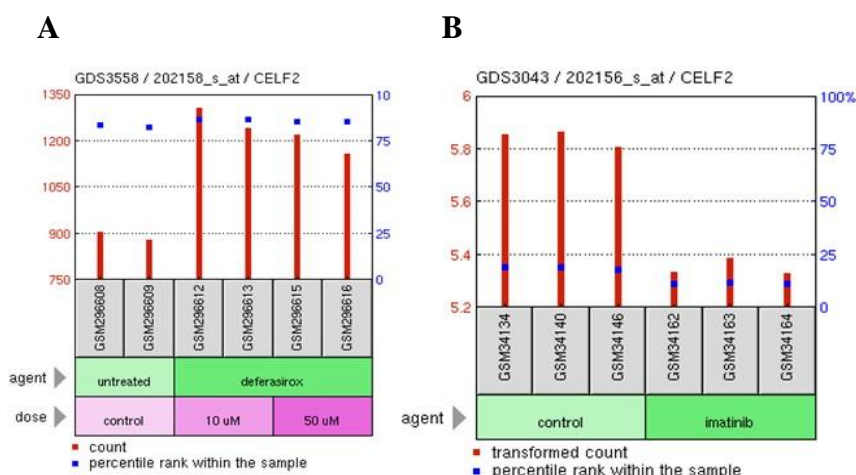 A
GDS3558 / 202158_s_at / CELF2
1350
1200
1050
900
750
10
75
50
25
0
GSM296608
GSM296609
GSM296612
GSM296613
GSM296615
GSM296616
agent
untreated
deferasirox
dose
control
10 uM
50 uM
count
percentile rank within the sample
B
GDS3043 / 202156_s_at / CELF2
6
5.8
5.6
5.4
5.2
100%
75
50
25
0
GSM34134
GSM34140
GSM34146
GSM34162
GSM34163
GSM34164
agent
control
imatinib
transformed count
percentile rank within the sample